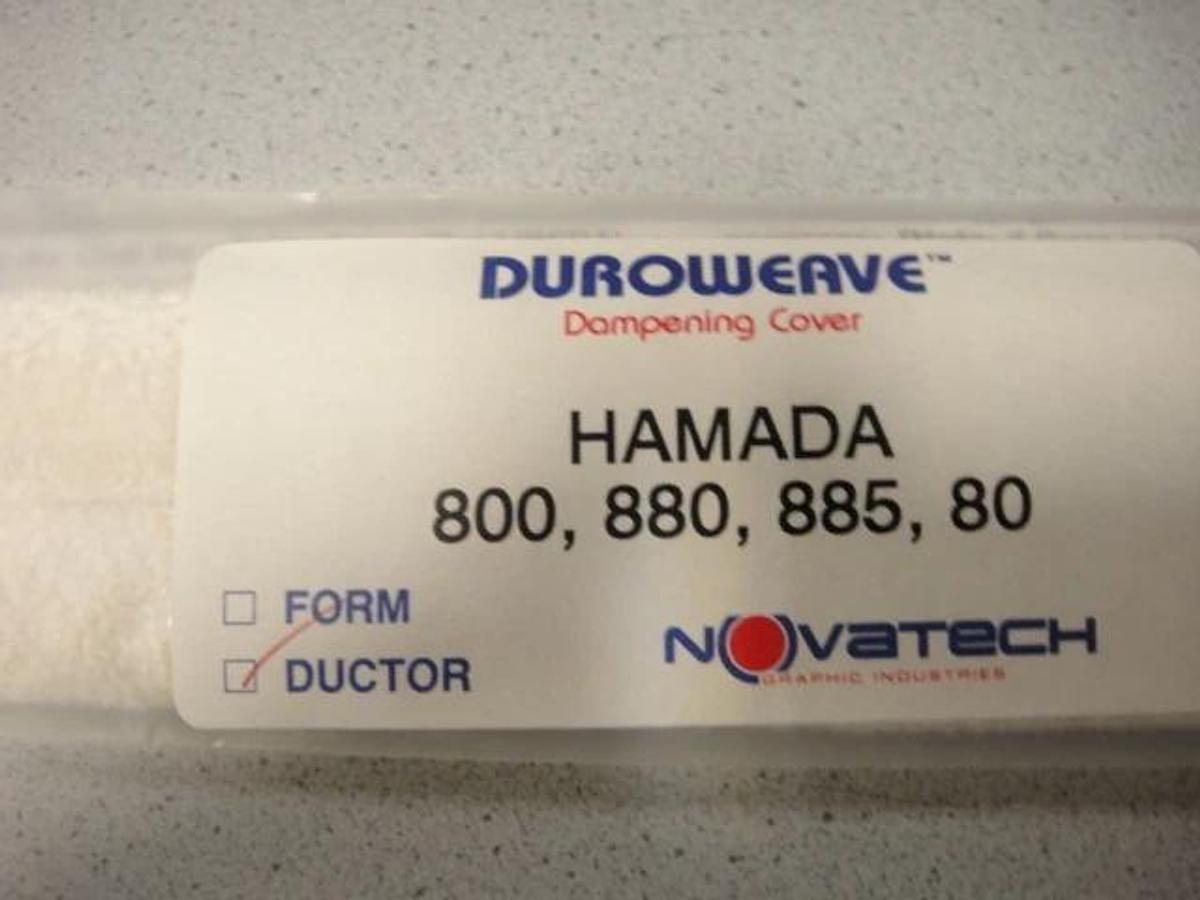 DUROWEAVE™
Dampening Cover
HAMADA
800, 880, 885, 80
FORM
DUCTOR
NOVATECH
GRAPHIC INDUSTRIES